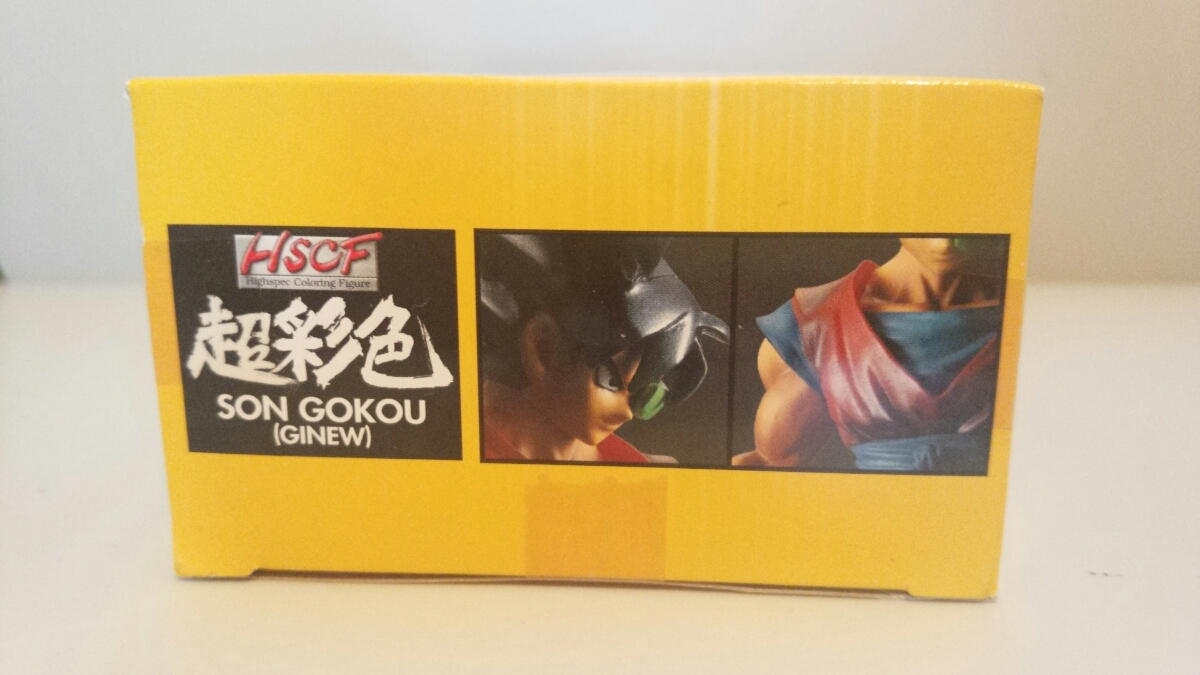 HSCF
Highspec Coloring Figure
超彩色
SON GOKOU
(GINEW)